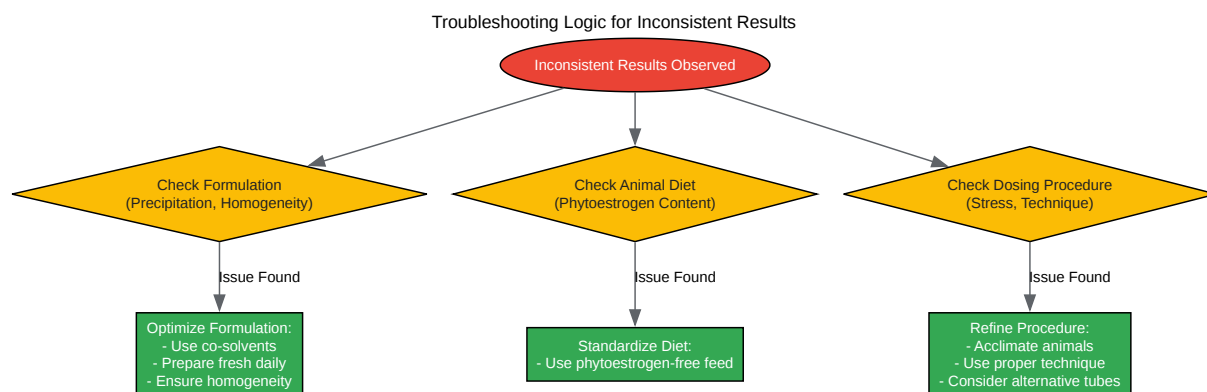 Troubleshooting Logic for Inconsistent Results
Inconsistent Results Observed
Check Formulation
(Precipitation, Homogeneity)
Check Animal Diet
(Phytoestrogen Content)
Check Dosing Procedure
(Stress, Technique)
Issue Found
Issue Found
Issue Found
Optimize Formulation:
- Use co-solvents
- Prepare fresh daily
- Ensure homogeneity
Standardize Diet:
- Use phytoestrogen-free feed
Refine Procedure:
- Acclimate animals
- Use proper technique
- Consider alternative tubes